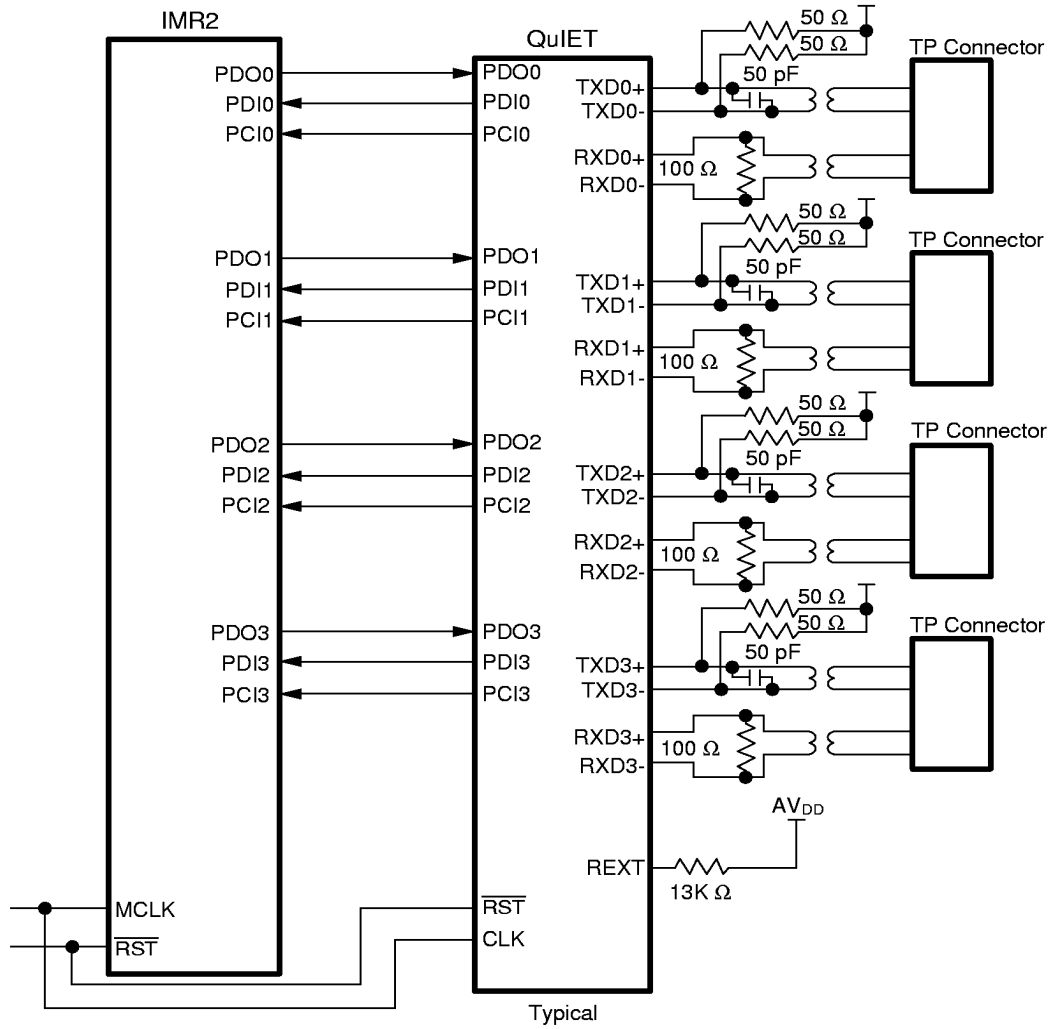 IMR2
PDO0
PDI0
PCI0
PDO1
PDI1
PCI1
PDO2
PDI2
PCI2
PDO3
PDI3
PCI3
MCLK
RST
QuIET
PDO0
PDI0
PCI0
PDO1
PDI1
PCI1
PDO2
PDI2
PCI2
PDO3
PDI3
PCI3
RST
CLK
TXD0+
TXD0-
RXD0+
RXD0-
TXD1+
TXD1-
RXD1+
RXD1-
TXD2+
TXD2-
RXD2+
RXD2-
TXD3+
TXD3-
RXD3+
RXD3-
REXT
Typical
50 Ω
50 Ω
50 pF
100 Ω
TP Connector
50 Ω
50 Ω
50 pF
100 Ω
TP Connector
50 Ω
50 Ω
50 pF
100 Ω
TP Connector
50 Ω
50 Ω
50 pF
100 Ω
TP Connector
AVDD
13K Ω